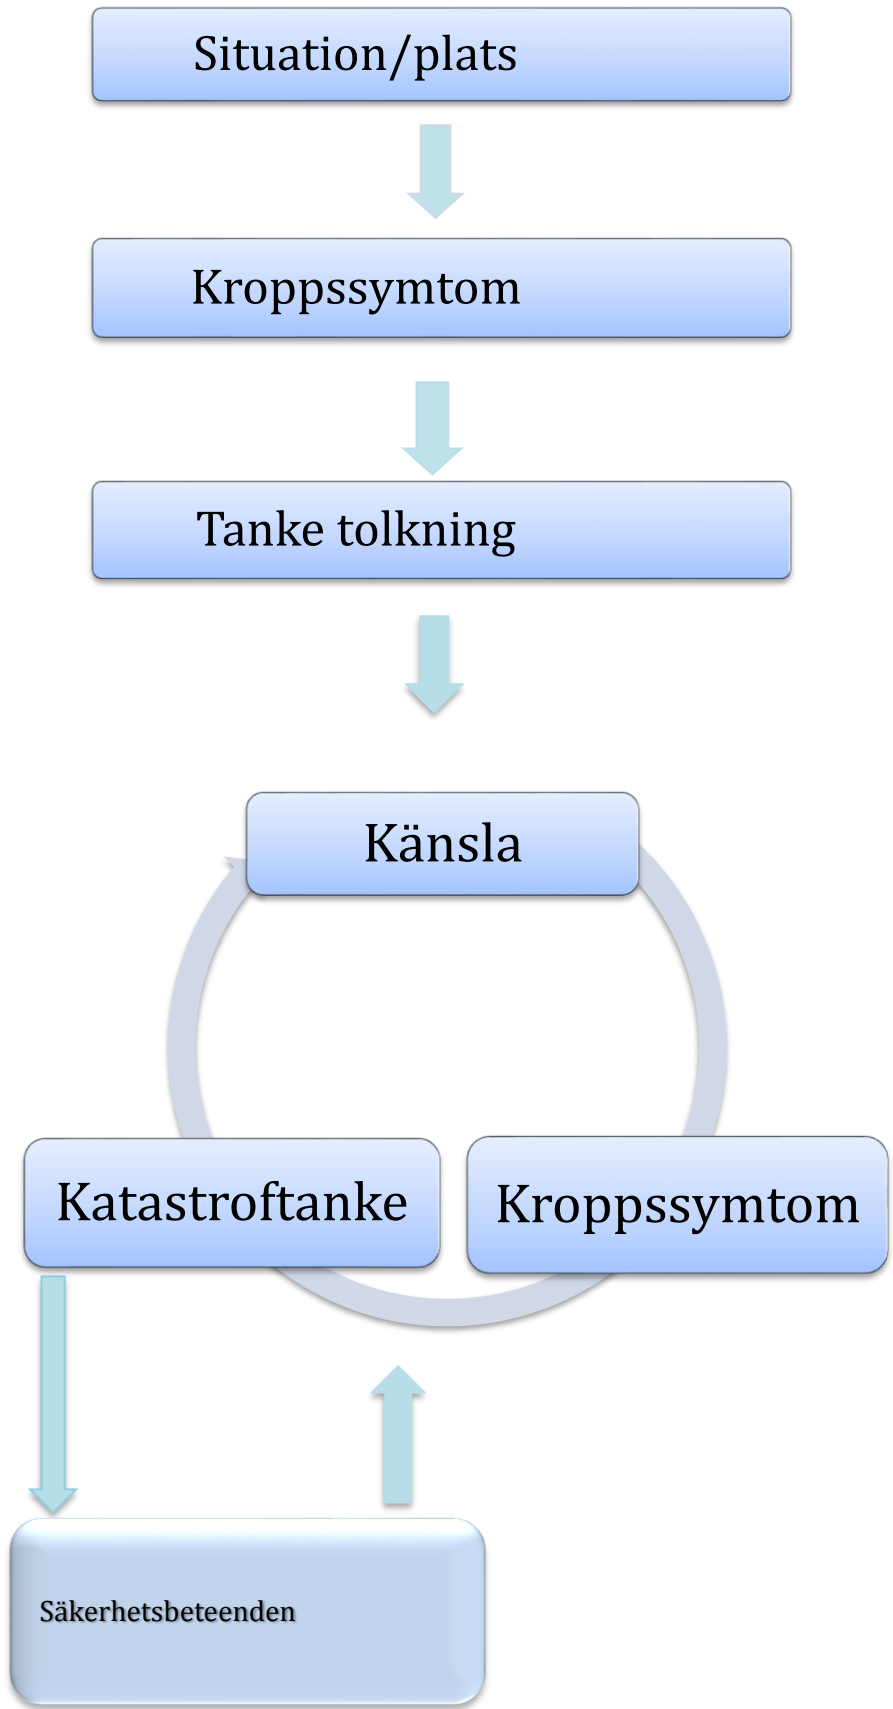 Situation/plats
Kroppssymtom
Tanke tolkning
Känsla
Katastroftanke
Kroppssymtom
Säkerhetsbeteenden